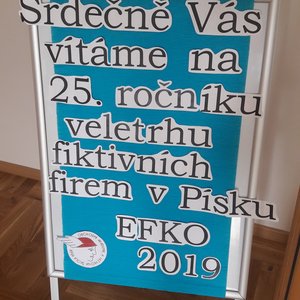 Srdečně Vás
vítáme na
25. ročníku
veletrhu
fiktivních
firem v Písku
EFKO
2019